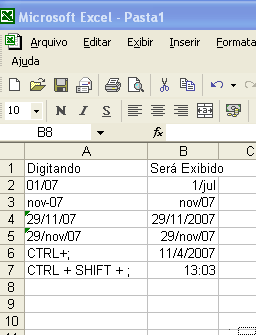 Microsoft Excel - Pasta1
Arquivo Editar Exibir Inserir Formata
Ajuda
10 N I S
B8 fx
A B C
1 Digitando Será Exibido
2 01/07 1/jul
3 nov-07 nov/07
4 29/11/07 29/11/2007
5 29/nov/07 29/nov/07
6 CTRL+; 11/4/2007
7 CTRL + SHIFT + ; 13:03
8
9
10